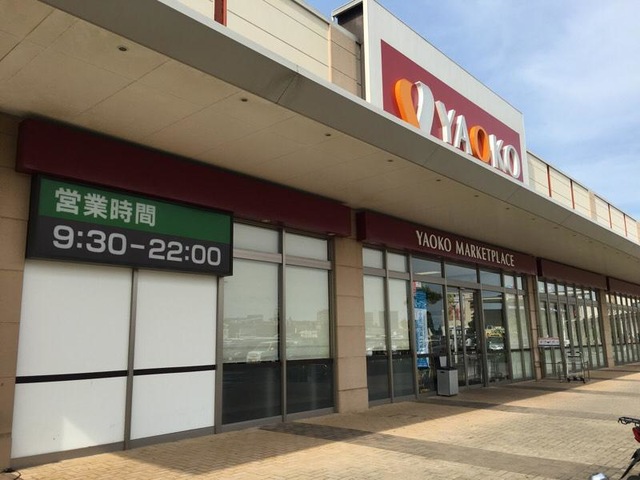 YAOKO
営業時間
9:30-22:00
YAOKO MARKETPLACE